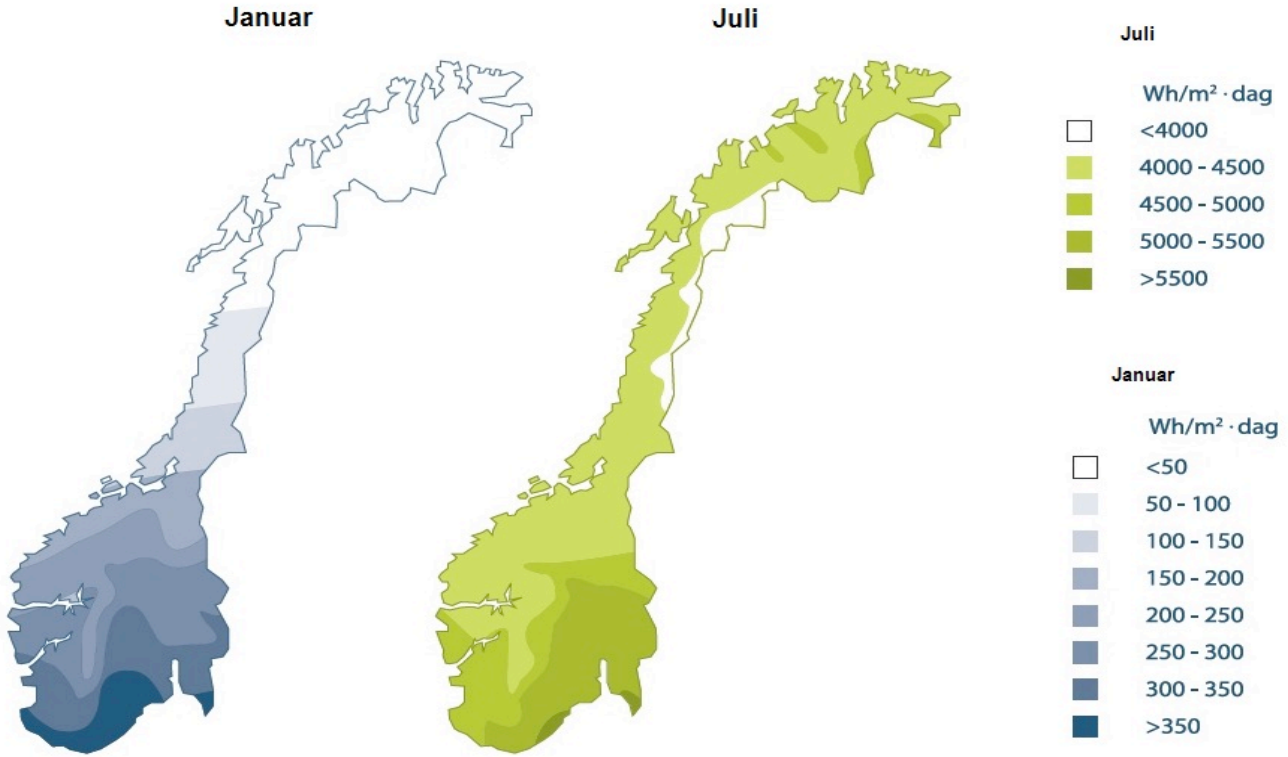 Januar
Juli
Juli
Wh/m² · dag
<4000
4000 - 4500
4500 - 5000
5000 - 5500
>5500
Januar
Wh/m² · dag
<50
50 - 100
100 - 150
150 - 200
200 - 250
250 - 300
300 - 350
>350